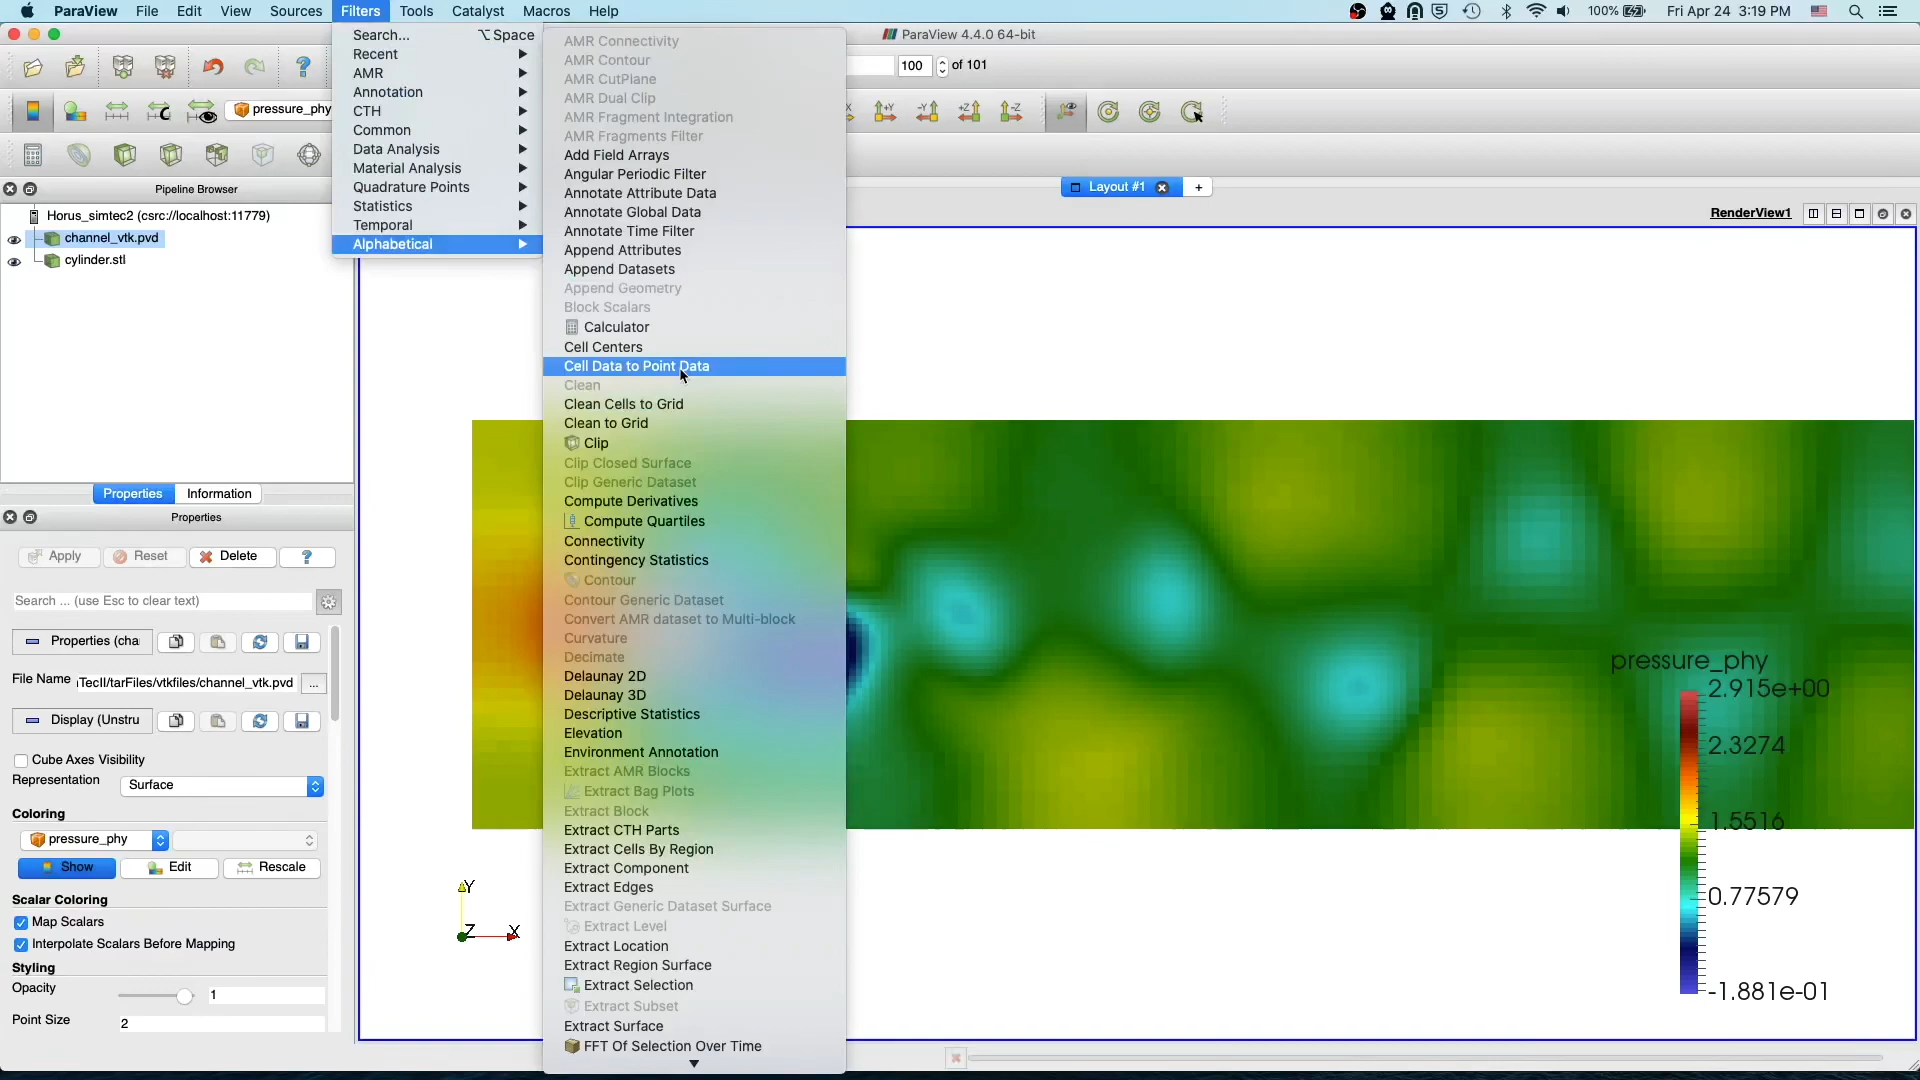 ParaView File Edit View Sources Filters Tools Catalyst Macros Help 100% Fri Apr 24 3:19 PM
ParaView 4.4.0 64-bit
100 of 101
pressure_phy
+Y -Y +Z -Z
Pipeline Browser
Horus_simtec2 (csrc://localhost:11779)
channel_vtk.pvd
cylinder.stl
Search... ⌥ Space
Recent
AMR
Annotation
CTH
Common
Data Analysis
Material Analysis
Quadrature Points
Statistics
Temporal
Alphabetical
AMR Connectivity
AMR Contour
AMR CutPlane
AMR Dual Clip
AMR Fragment Integration
AMR Fragments Filter
Add Field Arrays
Angular Periodic Filter
Annotate Attribute Data
Annotate Global Data
Annotate Time Filter
Append Attributes
Append Datasets
Append Geometry
Block Scalars
Calculator
Cell Centers
Cell Data to Point Data
Clean
Clean Cells to Grid
Clean to Grid
Clip
Clip Closed Surface
Clip Generic Dataset
Compute Derivatives
Compute Quartiles
Connectivity
Contingency Statistics
Contour
Contour Generic Dataset
Convert AMR dataset to Multi-block
Curvature
Decimate
Delaunay 2D
Delaunay 3D
Descriptive Statistics
Elevation
Environment Annotation
Extract AMR Blocks
Extract Bag Plots
Extract Block
Extract CTH Parts
Extract Cells By Region
Extract Component
Extract Edges
Extract Generic Dataset Surface
Extract Level
Extract Location
Extract Region Surface
Extract Selection
Extract Subset
Extract Surface
FFT Of Selection Over Time
Layout #1 +
RenderView1
Properties Information
Properties
Apply Reset Delete ?
Search ... (use Esc to clear text)
Properties (cha
File Name TecII/tarFiles/vtkfiles/channel_vtk.pvd ...
Display (Unstru
Cube Axes Visibility
Representation Surface
Coloring
pressure_phy
Show Edit Rescale
Scalar Coloring
Map Scalars
Interpolate Scalars Before Mapping
Styling
Opacity 1
Point Size 2
Y
Z X
pressure_phy
2.915e+00
2.3274
1.5516
0.77579
-1.881e-01